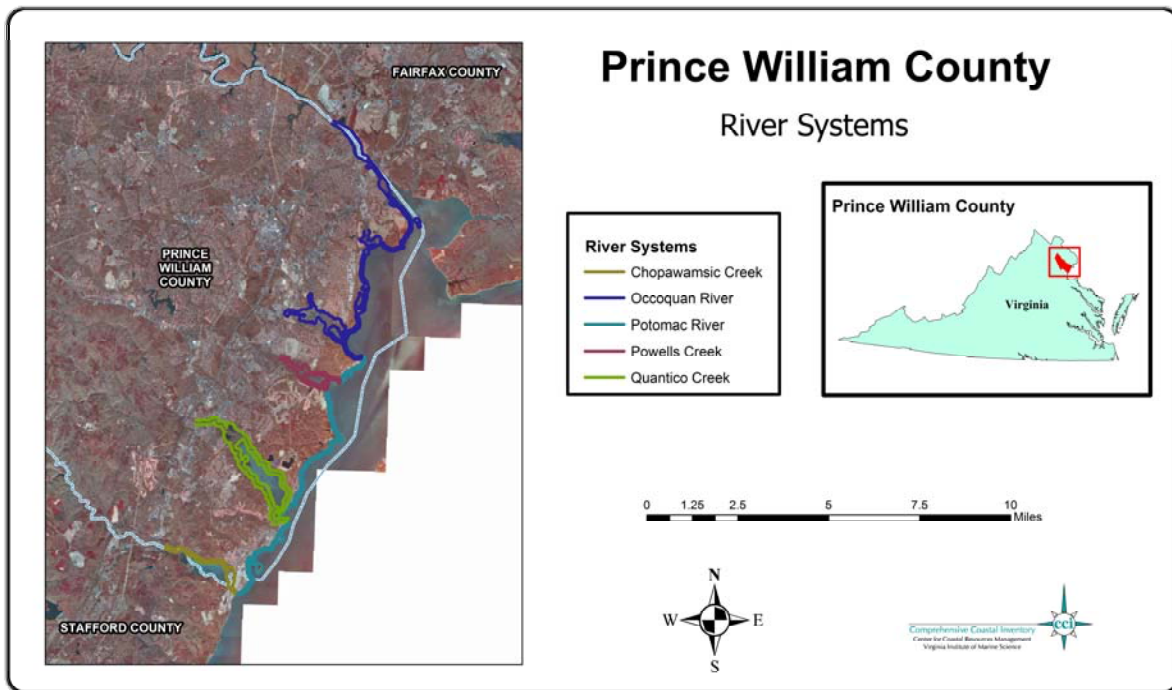 Prince William County
River Systems
FAIRFAX COUNTY
PRINCE
WILLIAM
COUNTY
STAFFORD COUNTY
River Systems
Chopawamsic Creek
Occoquan River
Potomac River
Powells Creek
Quantico Creek
Prince William County
Virginia
0 1.25 2.5 5 7.5 10
Miles
N
W E
S
Comprehensive Coastal Inventory
Center for Coastal Resources Management
Virginia Institute of Marine Science
cci